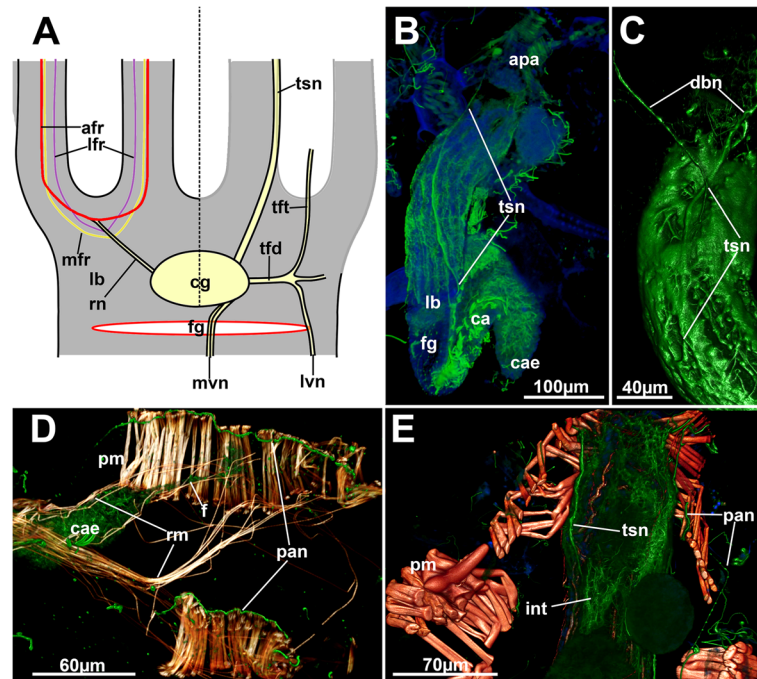 A
tsn
afr
lfr
tft
mfr
tfd
lb
rn
cg
fg
mvn
lvn
B
apa
tsn
lb
ca
fg
cae
100µm
C
dbn
tsn
40µm
D
pm
f
cae
rm
pan
60µm
E
tsn
pan
pm
int
70µm